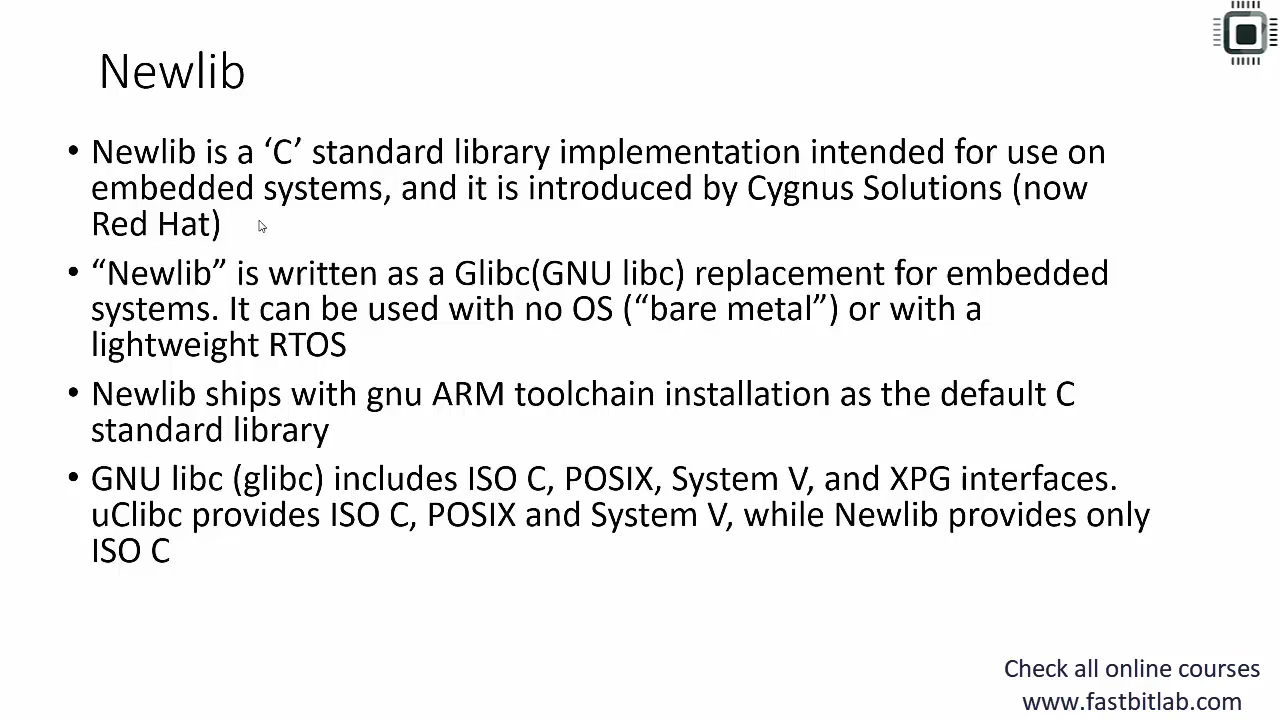 Newlib
• Newlib is a ‘C’ standard library implementation intended for use on
embedded systems, and it is introduced by Cygnus Solutions (now
Red Hat)
• “Newlib” is written as a Glibc(GNU libc) replacement for embedded
systems. It can be used with no OS (“bare metal”) or with a
lightweight RTOS
• Newlib ships with gnu ARM toolchain installation as the default C
standard library
• GNU libc (glibc) includes ISO C, POSIX, System V, and XPG interfaces.
uClibc provides ISO C, POSIX and System V, while Newlib provides only
ISO C
Check all online courses
www.fastbitlab.com